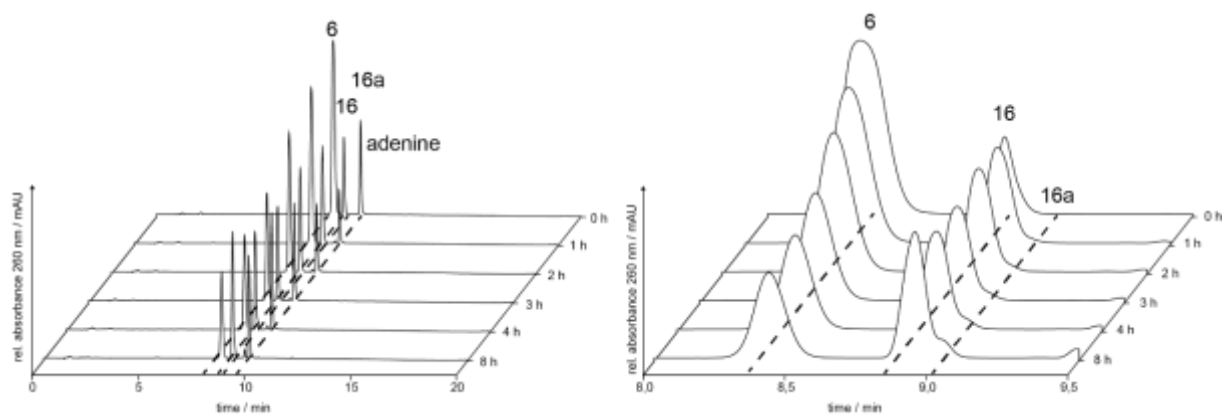 6
16a
16
adenine
rel. absorbance 260 nm / mAU
0 h
1 h
2 h
3 h
4 h
8 h
0
5
10
15
20
time / min
6
16
16a
rel. absorbance 260 nm / mAU
0 h
1 h
2 h
3 h
4 h
8 h
8,0
8,5
9,0
9,5
time / min